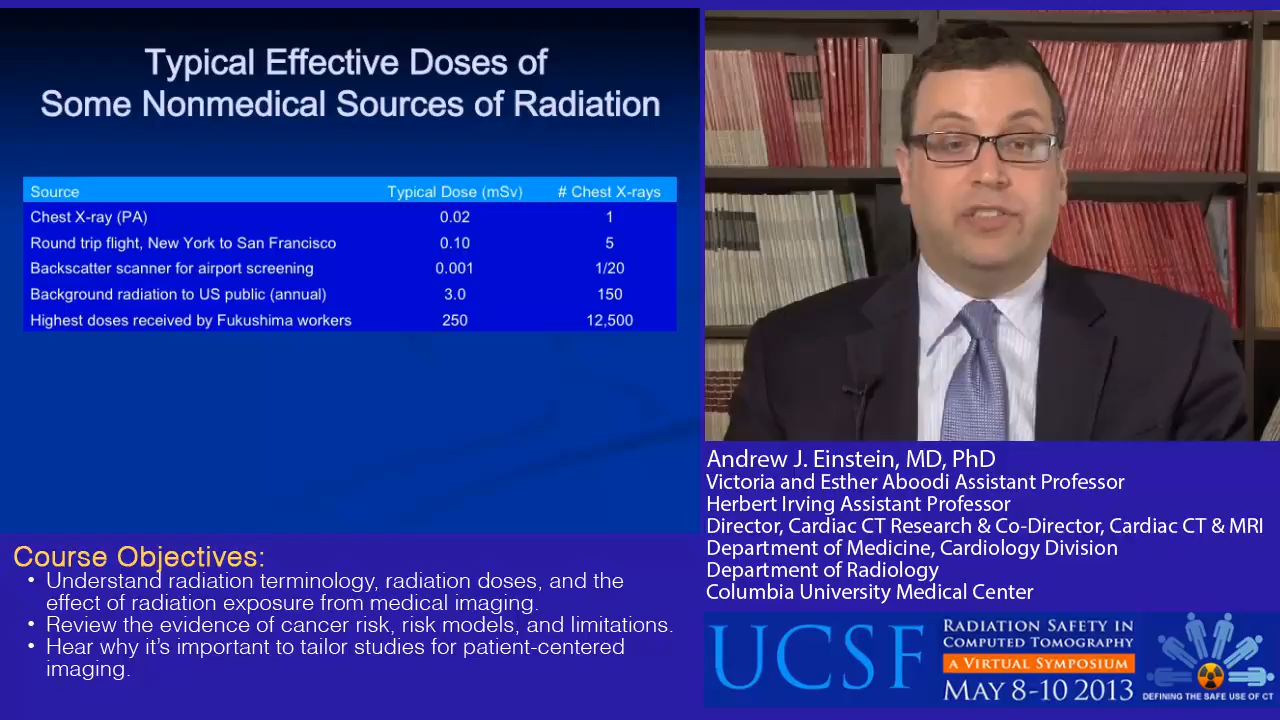 Typical Effective Doses of
Some Nonmedical Sources of Radiation
Source Typical Dose (mSv) # Chest X-rays
Chest X-ray (PA) 0.02 1
Round trip flight, New York to San Francisco 0.10 5
Backscatter scanner for airport screening 0.001 1/20
Background radiation to US public (annual) 3.0 150
Highest doses received by Fukushima workers 250 12,500
Course Objectives:
• Understand radiation terminology, radiation doses, and the
effect of radiation exposure from medical imaging.
• Review the evidence of cancer risk, risk models, and limitations.
• Hear why it's important to tailor studies for patient-centered
imaging.
Andrew J. Einstein, MD, PhD
Victoria and Esther Aboodi Assistant Professor
Herbert Irving Assistant Professor
Director, Cardiac CT Research & Co-Director, Cardiac CT & MRI
Department of Medicine, Cardiology Division
Department of Radiology
Columbia University Medical Center
UCSF
Radiation Safety in
Computed Tomography
a Virtual Symposium
May 8-10 2013
DEFINING THE SAFE USE OF CT